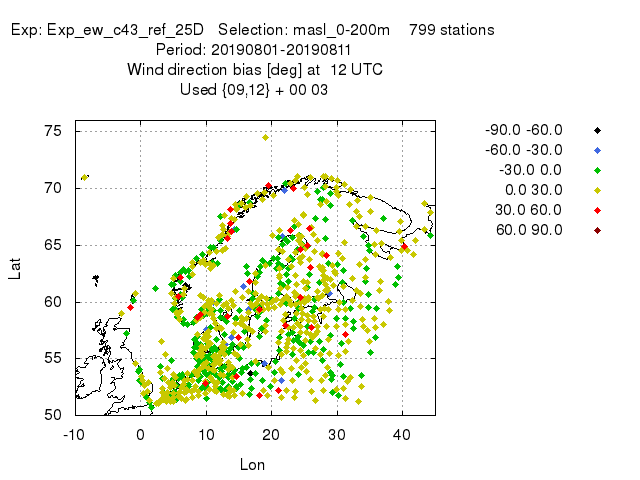 Exp: Exp_ew_c43_ref_25D   Selection: masl_0-200m    799 stations
Period: 20190801-20190811
Wind direction bias [deg] at  12 UTC
Used {09,12} + 00 03
75
70
65
60
55
50
Lat
-10 0 10 20 30 40
Lon
-90.0 -60.0
-60.0 -30.0
-30.0 0.0
0.0 30.0
30.0 60.0
60.0 90.0